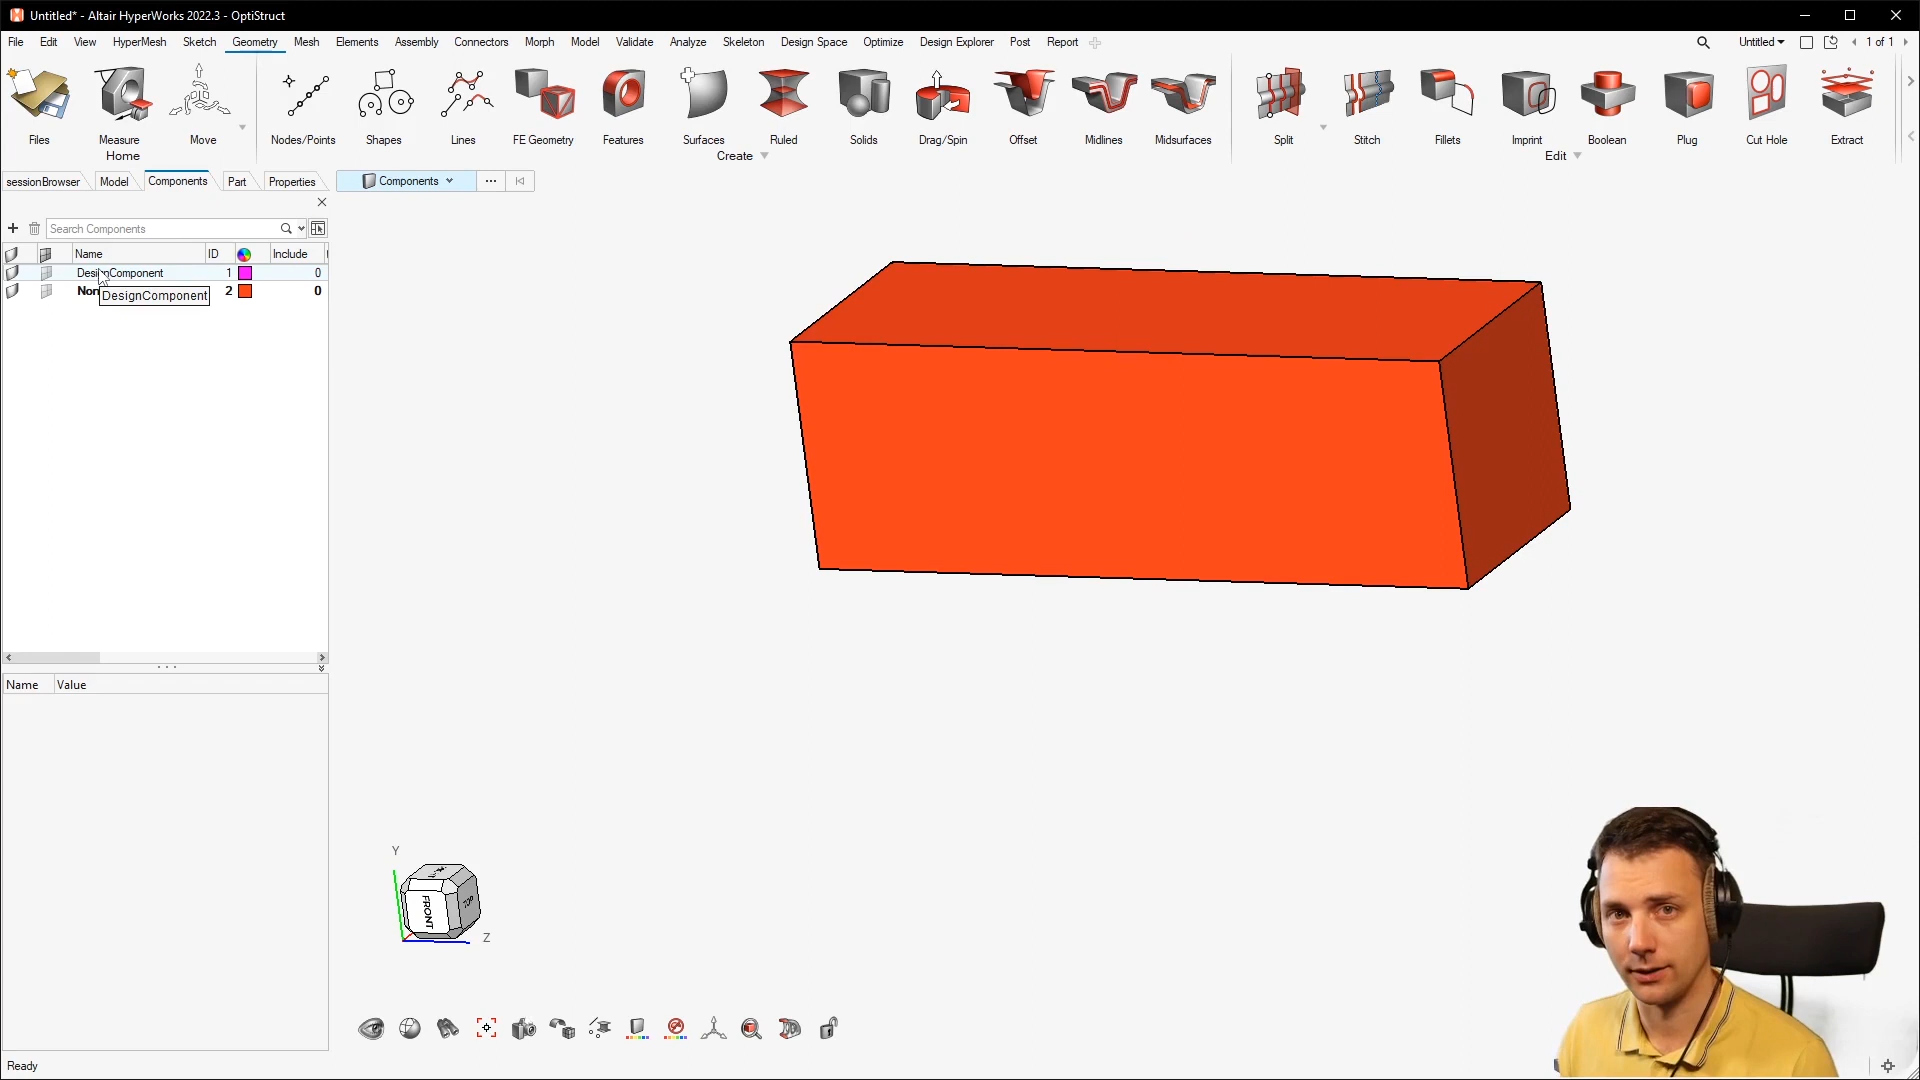 Untitled* - Altair HyperWorks 2022.3 - OptiStruct
File Edit View HyperMesh Sketch Geometry Mesh Elements Assembly Connectors Morph Model Validate Analyze Skeleton Design Space Optimize Design Explorer Post Report Untitled 1 of 1
Files Measure Move Nodes/Points Shapes Lines FE Geometry Features Surfaces Ruled Solids Drag/Spin Offset Midlines Midsurfaces Split Stitch Fillets Imprint Boolean Plug Cut Hole Extract
Home Create Edit
sessionBrowser Model Components Part Properties Components
Search Components
Name ID Include
DesignComponent 1 0
Non 2 0
DesignComponent
Name Value
Y
FRONT
TOP
Z
Ready